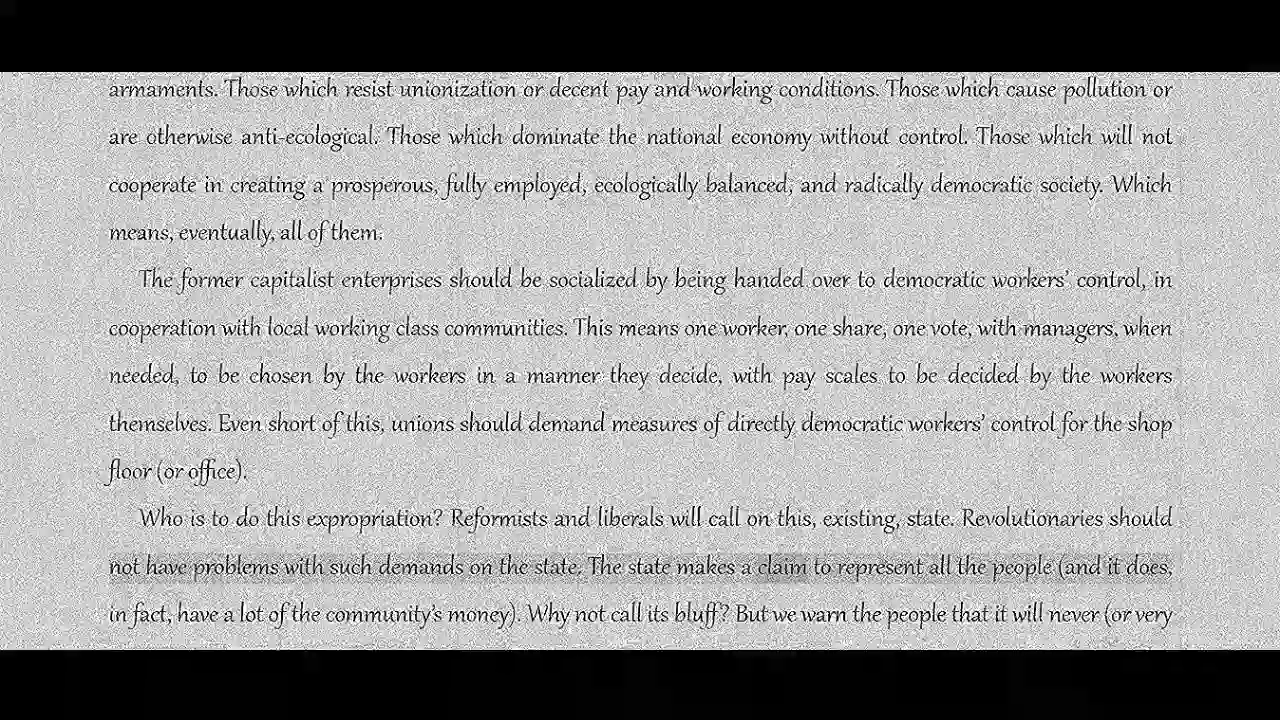 armaments. Those which resist unionization or decent pay and working conditions. Those which cause pollution or
are otherwise anti-ecological. Those which dominate the national economy without control. Those which will not
cooperate in creating a prosperous, fully employed, ecologically balanced, and radically democratic society. Which
means, eventually, all of them.
The former capitalist enterprises should be socialized by being handed over to democratic workers’ control, in
cooperation with local working class communities. This means one worker, one share, one vote, with managers, when
needed, to be chosen by the workers in a manner they decide, with pay scales to be decided by the workers
themselves. Even short of this, unions should demand measures of directly democratic workers’ control for the shop
floor (or office).
Who is to do this expropriation? Reformists and liberals will call on this, existing, state. Revolutionaries should
not have problems with such demands on the state. The state makes a claim to represent all the people (and it does,
in fact, have a lot of the community’s money). Why not call its bluff? But we warn the people that it will never (or very